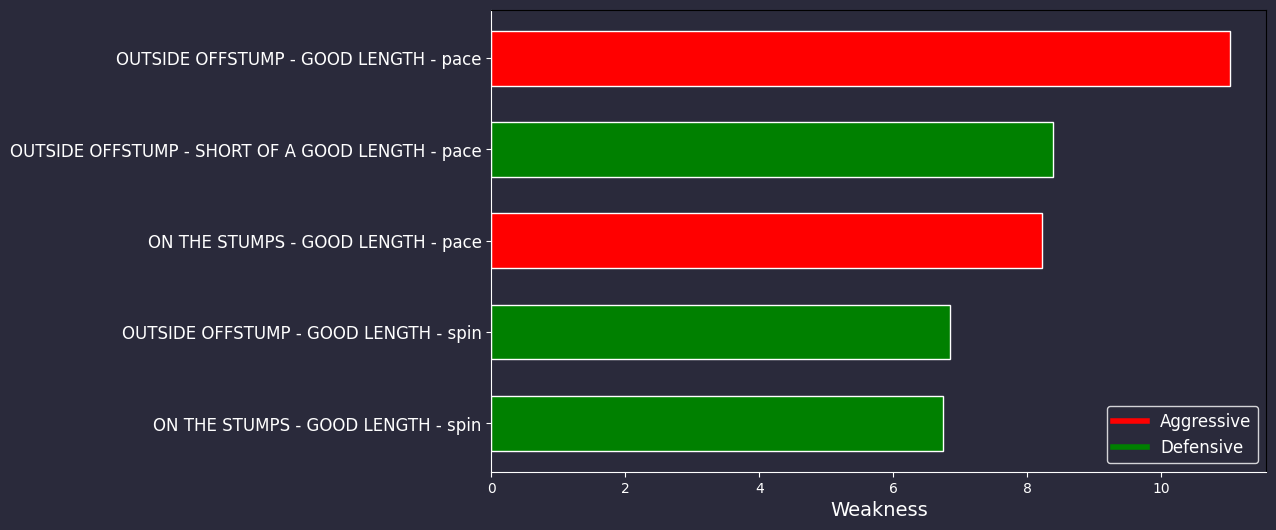 OUTSIDE OFFSTUMP - GOOD LENGTH - pace
OUTSIDE OFFSTUMP - SHORT OF A GOOD LENGTH - pace
ON THE STUMPS - GOOD LENGTH - pace
OUTSIDE OFFSTUMP - GOOD LENGTH - spin
ON THE STUMPS - GOOD LENGTH - spin
Aggressive
Defensive
0 2 4 6 8 10
Weakness